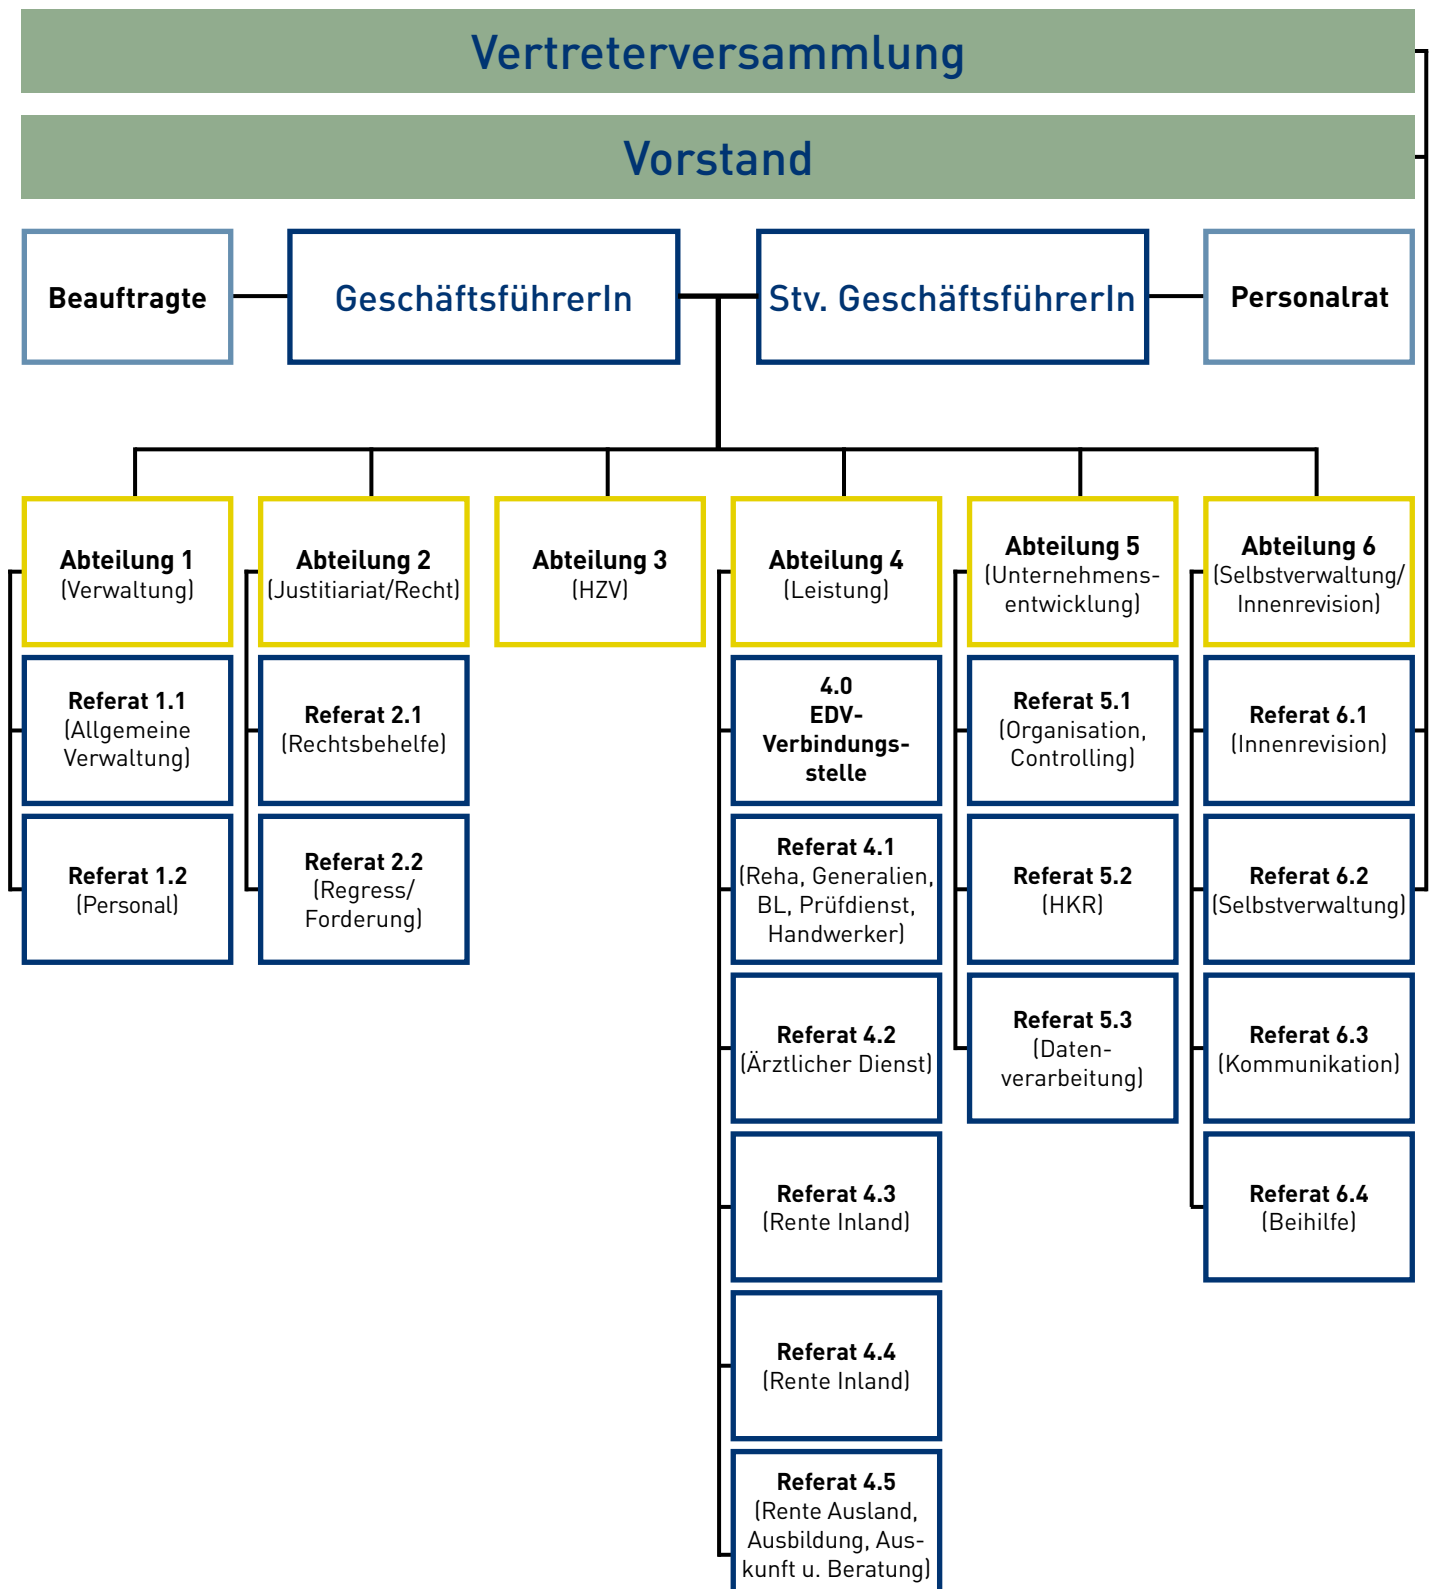 Vertreterversammlung
Vorstand
Beauftragte
GeschäftsführerIn
Stv. GeschäftsführerIn
Personalrat
Abteilung 1
(Verwaltung)
Referat 1.1
(Allgemeine
Verwaltung)
Referat 1.2
(Personal)
Abteilung 2
(Justitiariat/Recht)
Referat 2.1
(Rechtsbehelfe)
Referat 2.2
(Regress/
Forderung)
Abteilung 3
(HZV)
Abteilung 4
(Leistung)
4.0
EDV-
Verbindungs-
stelle
Referat 4.1
(Reha, Generalien,
BL, Prüfdienst,
Handwerker)
Referat 4.2
(Ärztlicher Dienst)
Referat 4.3
(Rente Inland)
Referat 4.4
(Rente Inland)
Referat 4.5
(Rente Ausland,
Ausbildung, Aus-
kunft u. Beratung)
Abteilung 5
(Unternehmens-
entwicklung)
Referat 5.1
(Organisation,
Controlling)
Referat 5.2
(HKR)
Referat 5.3
(Daten-
verarbeitung)
Abteilung 6
(Selbstverwaltung/
Innenrevision)
Referat 6.1
(Innenrevision)
Referat 6.2
(Selbstverwaltung)
Referat 6.3
(Kommunikation)
Referat 6.4
(Beihilfe)